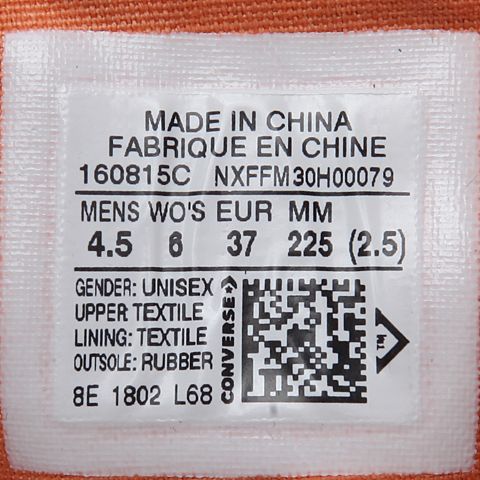 MADE IN CHINA
FABRIQUE EN CHINE
160815C NXFFM30H00079
MENS WO'S EUR MM
4.5 6 37 225 (2.5)
GENDER: UNISEX
UPPER TEXTILE
LINING: TEXTILE
OUTSOLE: RUBBER
8E 1802 L68
CONVERSE